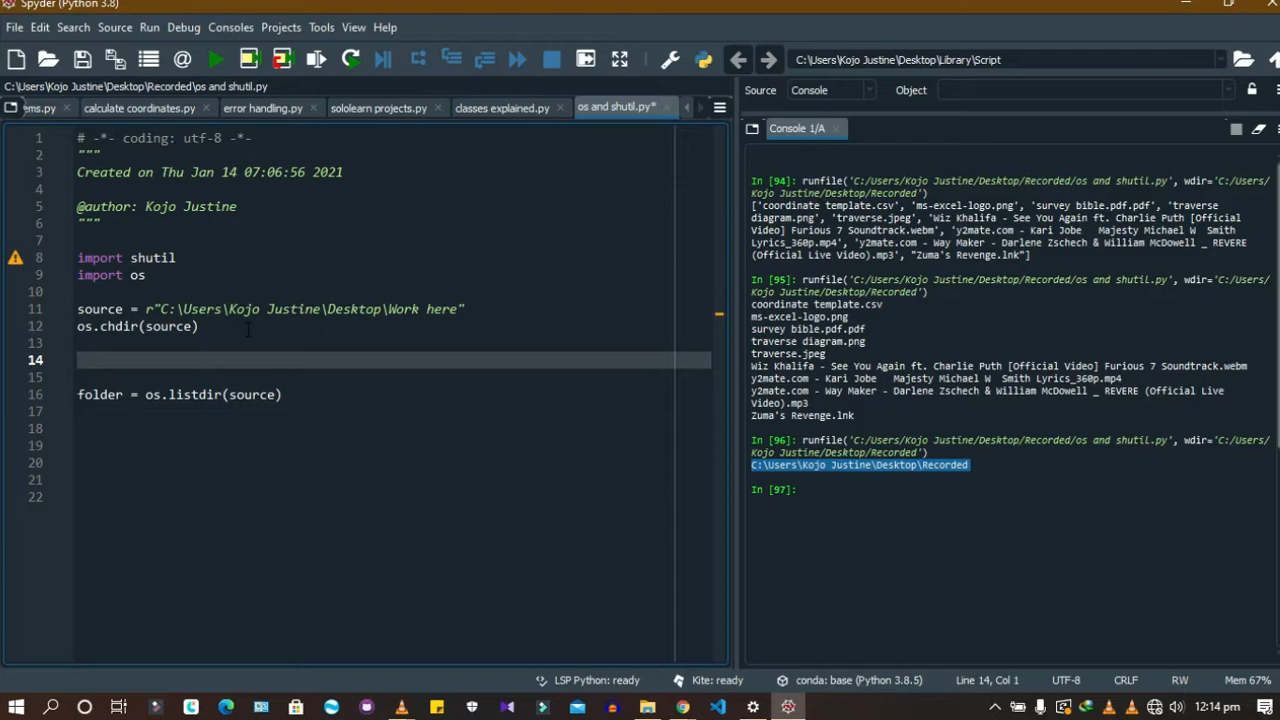 Spyder (Python 3.8)
File Edit Search Source Run Debug Consoles Projects Tools View Help
C:\Users\Kojo Justine\Desktop\Library\Script
C:\Users\Kojo Justine\Desktop\Recorded\os and shutil.py
Source Console Object
ems.py calculate coordinates.py error handling.py sololearn projects.py classes explained.py os and shutil.py*
Console 1/A
1 # -*- coding: utf-8 -*-
2 """
3 Created on Thu Jan 14 07:06:56 2021
4
5 @author: Kojo Justine
6 """
7
8 import shutil
9 import os
10
11 source = r"C:\Users\Kojo Justine\Desktop\Work here"
12 os.chdir(source)
13
14
15
16 folder = os.listdir(source)
17
18
19
20
21
22
In [94]: runfile('C:/Users/Kojo Justine/Desktop/Recorded/os and shutil.py', wdir='C:/Users/
Kojo Justine/Desktop/Recorded')
['coordinate template.csv', 'ms-excel-logo.png', 'survey bible.pdf.pdf', 'traverse
diagram.png', 'traverse.jpeg', 'Wiz Khalifa - See You Again ft. Charlie Puth [Official
Video] Furious 7 Soundtrack.webm', 'y2mate.com - Kari Jobe Majesty Michael W Smith
Lyrics_360p.mp4', 'y2mate.com - Way Maker - Darlene Zschech & William McDowell _ REVERE
(Official Live Video).mp3', "Zuma's Revenge.lnk"]
In [95]: runfile('C:/Users/Kojo Justine/Desktop/Recorded/os and shutil.py', wdir='C:/Users/
Kojo Justine/Desktop/Recorded')
coordinate template.csv
ms-excel-logo.png
survey bible.pdf.pdf
traverse diagram.png
traverse.jpeg
Wiz Khalifa - See You Again ft. Charlie Puth [Official Video] Furious 7 Soundtrack.webm
y2mate.com - Kari Jobe Majesty Michael W Smith Lyrics_360p.mp4
y2mate.com - Way Maker - Darlene Zschech & William McDowell _ REVERE (Official Live
Video).mp3
Zuma's Revenge.lnk
In [96]: runfile('C:/Users/Kojo Justine/Desktop/Recorded/os and shutil.py', wdir='C:/Users/
Kojo Justine/Desktop/Recorded')
C:\Users\Kojo Justine\Desktop\Recorded
In [97]:
LSP Python: ready Kite: ready conda: base (Python 3.8.5) Line 14, Col 1 UTF-8 CRLF RW Mem 67%
12:14 pm